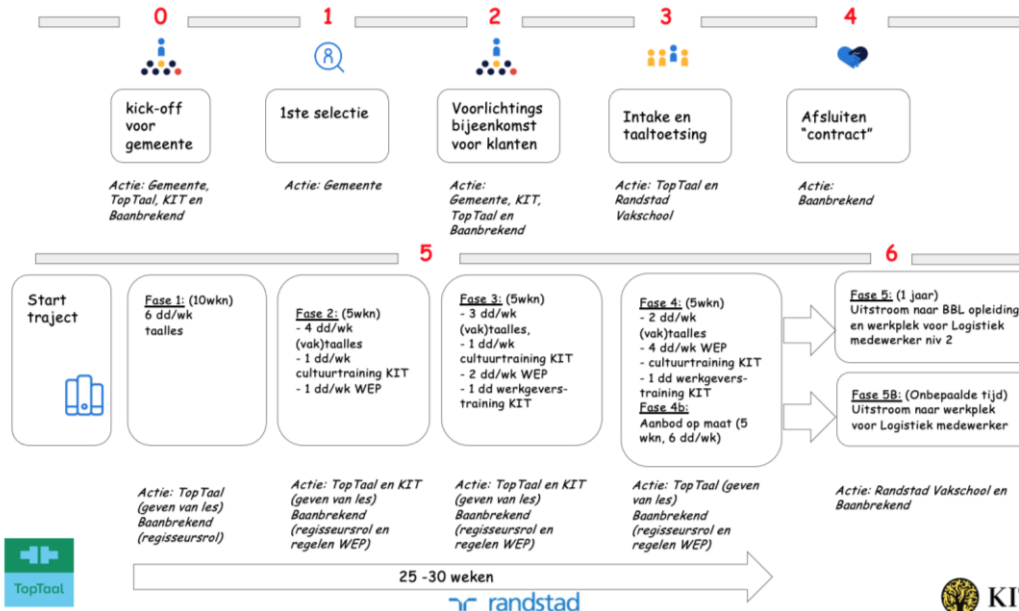 0
1
2
3
4
kick-off
voor
gemeente
1ste selectie
Voorlichtings
bijeenkomst
voor klanten
Intake en
taaltoetsing
Afsluiten
“contract”
Actie: Gemeente,
TopTaal, KIT en
Baanbrekend
Actie: Gemeente
Actie:
Gemeente, KIT,
TopTaal en
Baanbrekend
Actie: TopTaal en
Randstad
Vakschool
Actie:
Baanbrekend
5
6
Start
traject
Fase 1: (10wkn)
6 dd/wk
taalles
Fase 2: (5wkn)
- 4 dd/wk
(vak)taalles
- 1 dd/wk
cultuurtraining KIT
- 1 dd/wk WEP
Fase 3: (5wkn)
- 3 dd/wk
(vak)taalles,
- 1 dd/wk
cultuurtraining KIT
- 2 dd/wk WEP
- 1 dd werkgevers-
training KIT
Fase 4: (5wkn)
- 2 dd/wk
(vak)taalles
- 4 dd/wk WEP
- cultuurtraining KIT
- 1 dd werkgevers-
training KIT
Fase 4b:
Aanbod op maat (5
wkn, 6 dd/wk)
Fase 5: (1 jaar)
Uitstroom naar BBL opleiding
en werkplek voor Logistiek
medewerker niv 2
Fase 5B: (Onbepaalde tijd)
Uitstroom naar werkplek
voor Logistiek medewerker
Actie: TopTaal
(geven van les)
Baanbrekend
(regisseursrol)
Actie: TopTaal en KIT
(geven van les)
Baanbrekend
(regisseursrol en
regelen WEP)
Actie: TopTaal en KIT
(geven van les)
Baanbrekend
(regisseursrol en
regelen WEP)
Actie: TopTaal (geven
van les)
Baanbrekend
(regisseursrol en
regelen WEP)
Actie: Randstad Vakschool en
Baanbrekend
TopTaal
25 -30 weken
randstad
KIT